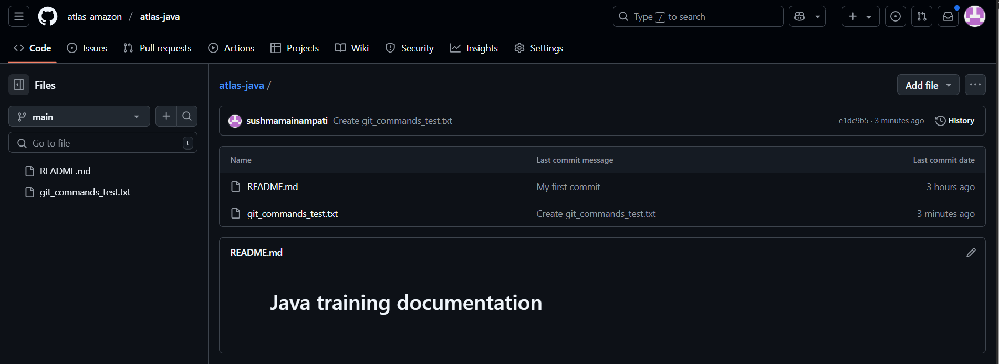 atlas-amazon / atlas-java
Type / to search
Code Issues Pull requests Actions Projects Wiki Security Insights Settings
Files
main
Go to file t
README.md
git_commands_test.txt
atlas-java /
Add file
sushmamainampati Create git_commands_test.txt e1dc9b5 · 3 minutes ago History
Name Last commit message Last commit date
README.md My first commit 3 hours ago
git_commands_test.txt Create git_commands_test.txt 3 minutes ago
README.md
Java training documentation